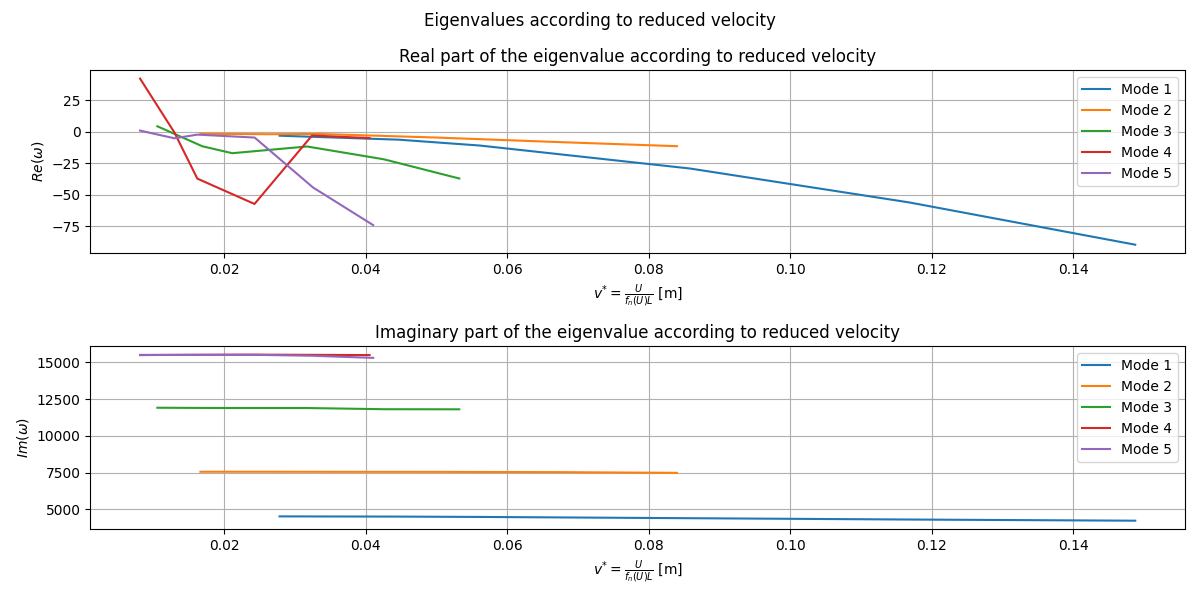 Eigenvalues according to reduced velocity
Real part of the eigenvalue according to reduced velocity
Re(ω)
25
0
−25
−50
−75
Mode 1
Mode 2
Mode 3
Mode 4
Mode 5
0.02 0.04 0.06 0.08 0.10 0.12 0.14
v* = U/fₙ(U)L [m]
Imaginary part of the eigenvalue according to reduced velocity
Im(ω)
15000
12500
10000
7500
5000
Mode 1
Mode 2
Mode 3
Mode 4
Mode 5
0.02 0.04 0.06 0.08 0.10 0.12 0.14
v* = U/fₙ(U)L [m]